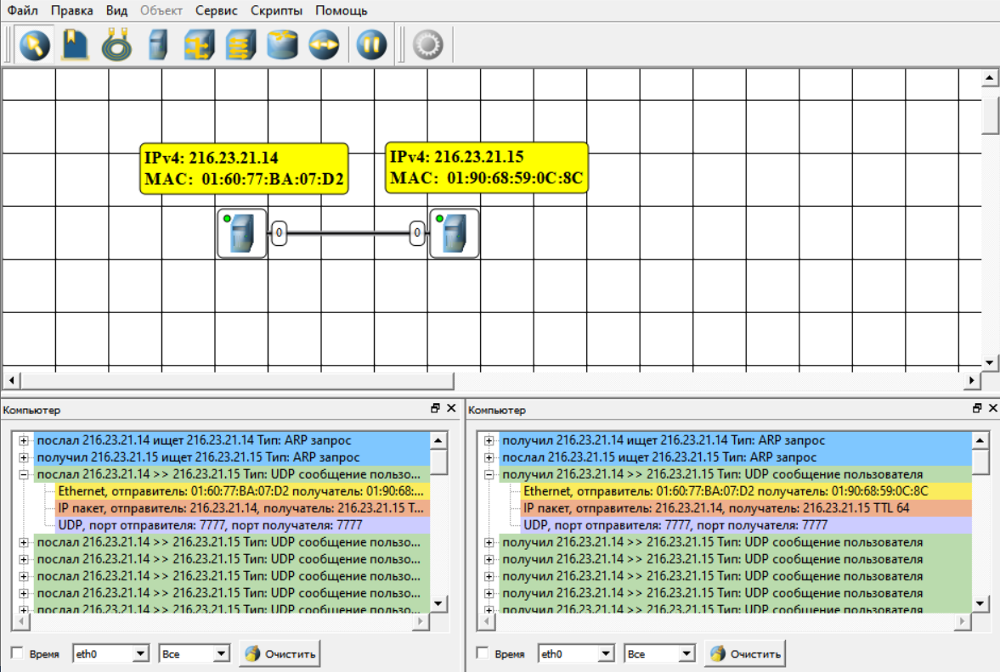 Файл Правка Вид Объект Сервис Скрипты Помощь
IPv4: 216.23.21.14
MAC: 01:60:77:BA:07:D2
IPv4: 216.23.21.15
MAC: 01:90:68:59:0C:8C
0
0
Компьютер
послал 216.23.21.14 ищет 216.23.21.14 Тип: ARP запрос
получил 216.23.21.15 ищет 216.23.21.15 Тип: ARP запрос
послал 216.23.21.14 >> 216.23.21.15 Тип: UDP сообщение пользо...
Ethernet, отправитель: 01:60:77:BA:07:D2 получатель: 01:90:68:...
IP пакет, отправитель: 216.23.21.14, получатель: 216.23.21.15 T...
UDP, порт отправителя: 7777, порт получателя: 7777
послал 216.23.21.14 >> 216.23.21.15 Тип: UDP сообщение пользо...
послал 216.23.21.14 >> 216.23.21.15 Тип: UDP сообщение пользо...
послал 216.23.21.14 >> 216.23.21.15 Тип: UDP сообщение пользо...
послал 216.23.21.14 >> 216.23.21.15 Тип: UDP сообщение пользо...
послал 216.23.21.14 >> 216.23.21.15 Тип: UDP сообщение пользо...
Время eth0 Все Очистить
Компьютер
получил 216.23.21.14 ищет 216.23.21.14 Тип: ARP запрос
послал 216.23.21.15 ищет 216.23.21.15 Тип: ARP запрос
получил 216.23.21.14 >> 216.23.21.15 Тип: UDP сообщение пользователя
Ethernet, отправитель: 01:60:77:BA:07:D2 получатель: 01:90:68:59:0C:8C
IP пакет, отправитель: 216.23.21.14, получатель: 216.23.21.15 TTL 64
UDP, порт отправителя: 7777, порт получателя: 7777
получил 216.23.21.14 >> 216.23.21.15 Тип: UDP сообщение пользователя
получил 216.23.21.14 >> 216.23.21.15 Тип: UDP сообщение пользователя
получил 216.23.21.14 >> 216.23.21.15 Тип: UDP сообщение пользователя
получил 216.23.21.14 >> 216.23.21.15 Тип: UDP сообщение пользователя
получил 216.23.21.14 >> 216.23.21.15 Тип: UDP сообщение пользователя
Время eth0 Все Очистить